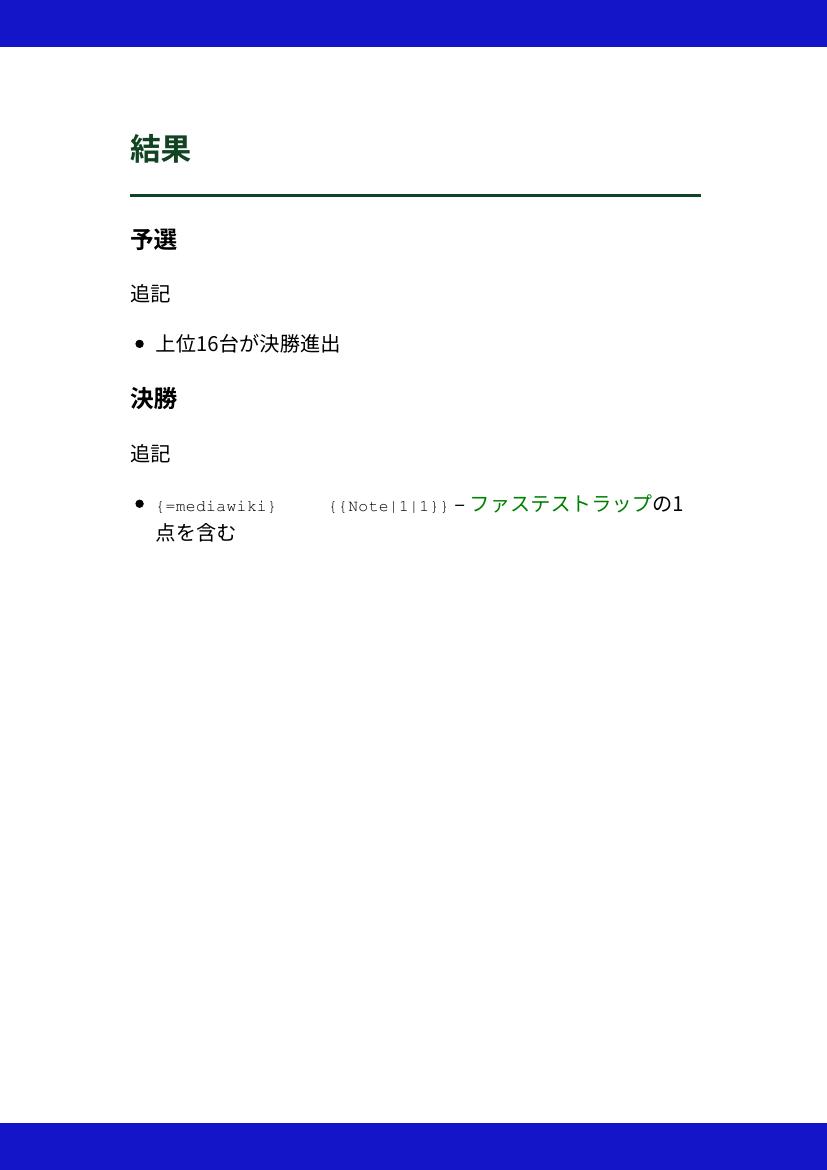 結果
予選
追記
• 上位16台が決勝進出
決勝
追記
• {=mediawiki} {{Note|1|1}} – ファステストラップの1
点を含む